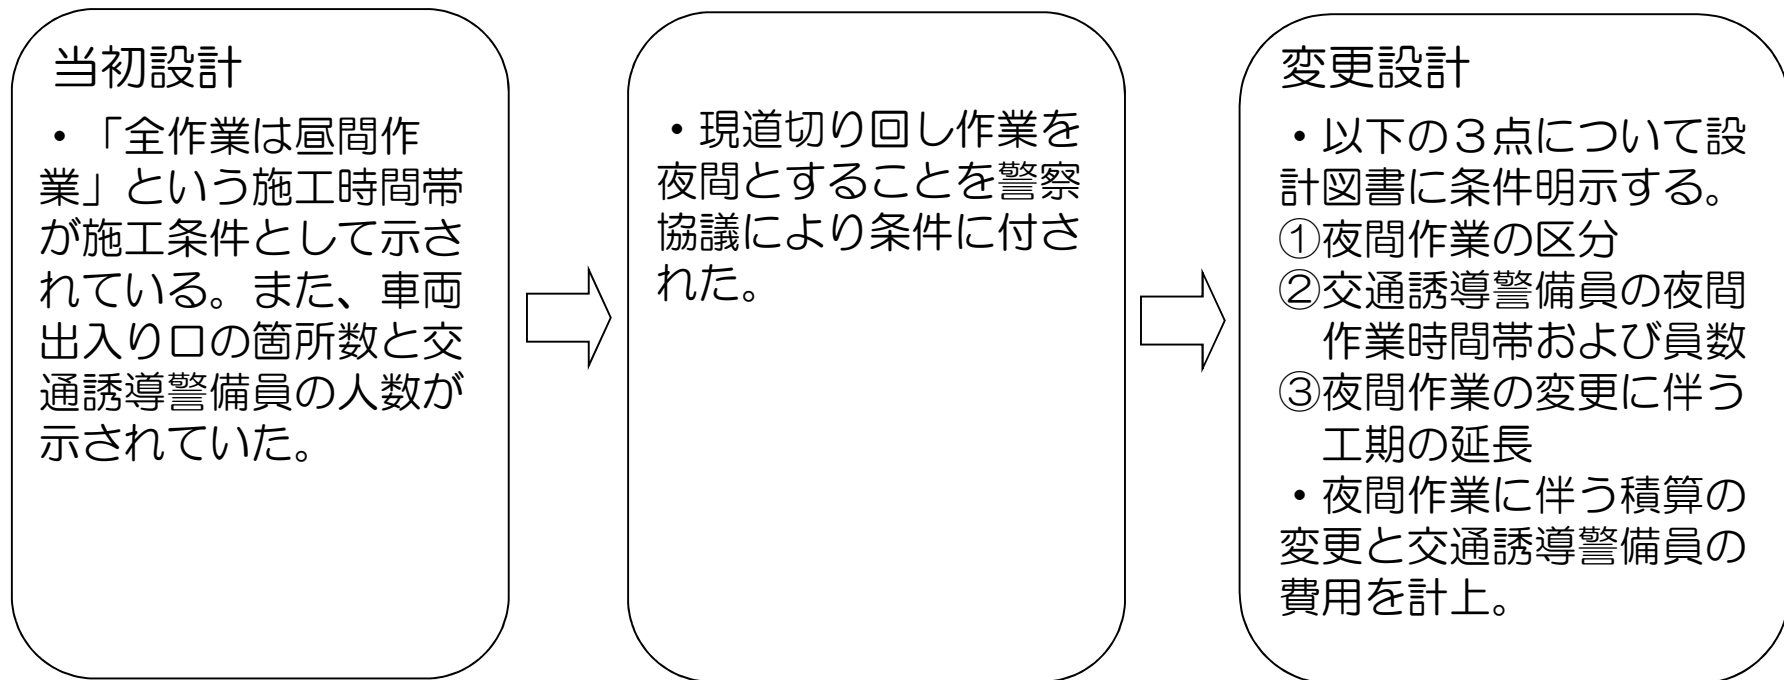 当初設計
・「全作業は昼間作
業」という施工時間帯
が施工条件として示さ
れている。また、車両
出入り口の箇所数と交
通誘導警備員の人数が
示されていた。
・現道切り回し作業を
夜間とすることを警察
協議により条件に付さ
れた。
変更設計
・以下の３点について設
計図書に条件明示する。
①夜間作業の区分
②交通誘導警備員の夜間
作業時間帯および員数
③夜間作業の変更に伴う
工期の延長
・夜間作業に伴う積算の
変更と交通誘導警備員の
費用を計上。